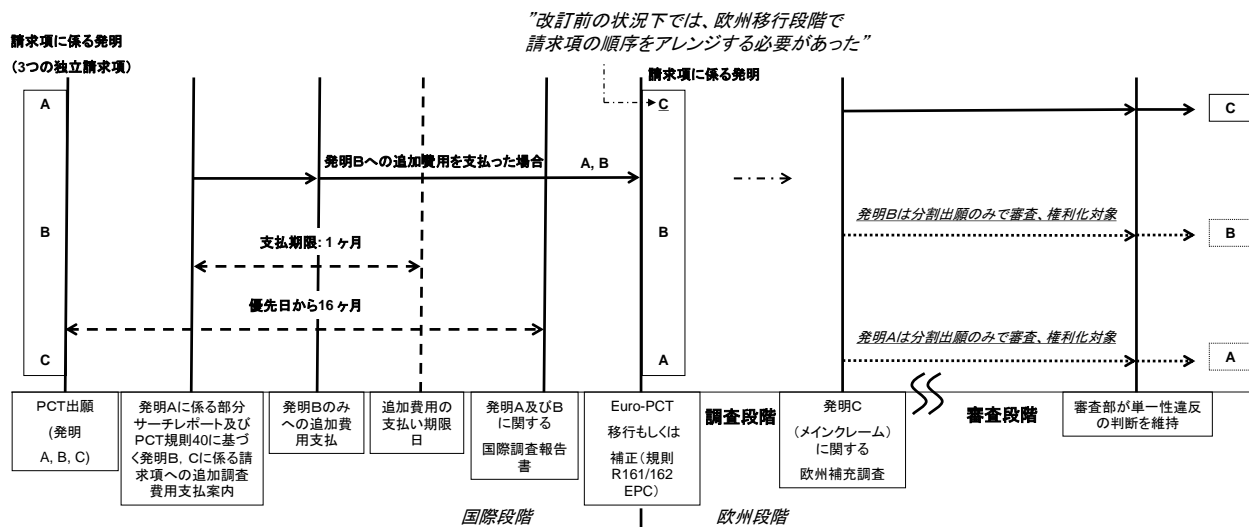 ”改訂前の状況下では、欧州移行段階で
請求項の順序をアレンジする必要があった”
請求項に係る発明
(3つの独立請求項)
請求項に係る発明
A
C
C
発明Bへの追加費用を支払った場合
A, B
発明Bは分割出願のみで審査、権利化対象
B
B
B
支払期限: 1 ヶ月
優先日から16 ヶ月
発明Aは分割出願のみで審査、権利化対象
C
A
A
PCT出願
(発明
A, B, C)
発明Aに係る部分
サーチレポート及び
PCT規則40に基づ
く発明B, Cに係る請
求項への追加調査
費用支払案内
発明Bのみ
への追加費
用支払
追加費用の
支払い期限
日
発明A及びBに
関する
国際調査報告
書
Euro-PCT
移行もしくは
補正(規則
R161/162
EPC)
調査段階
発明C
(メインクレーム)
に関する
欧州補充調査
審査段階
審査部が単一性違反
の判断を維持
国際段階
欧州段階